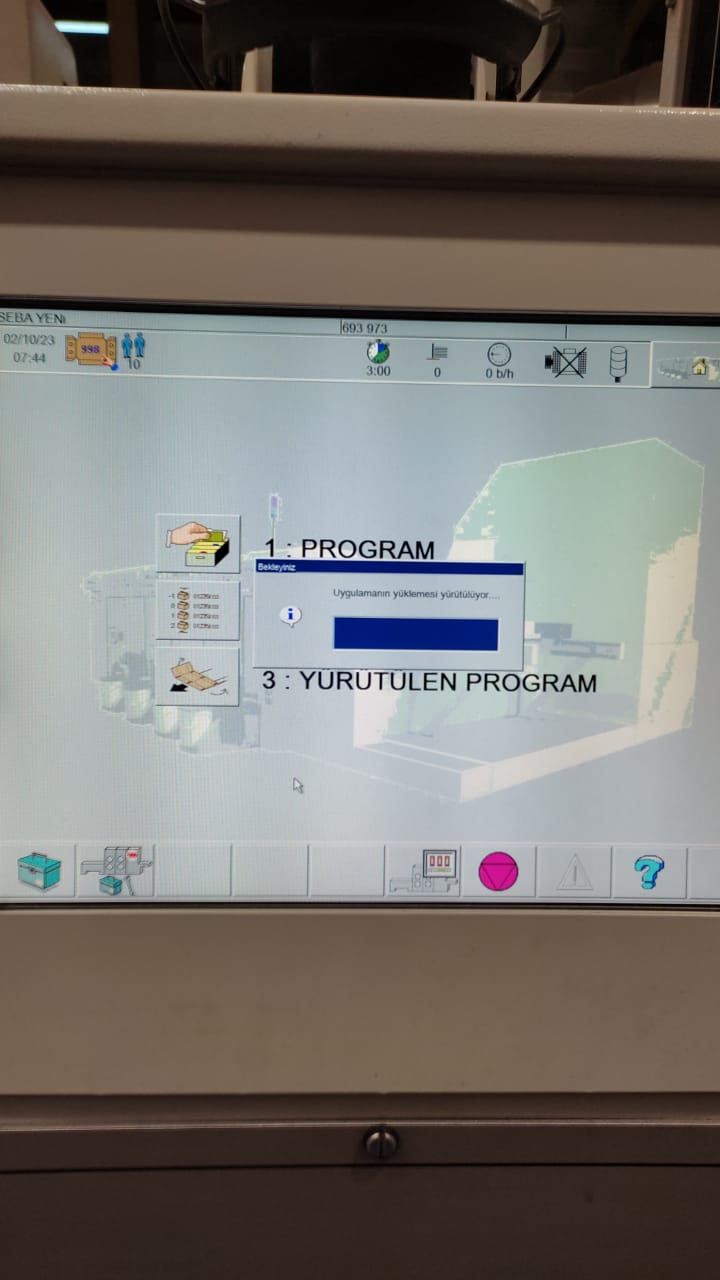 SEBA YENi
693 973
02/10/23
07:44
998
10
3:00
0
0 b/h
1 : PROGRAM
Bekleyiniz
Uygulamanın yüklemesi yürütülüyor....
3 : YÜRÜTÜLEN PROGRAM